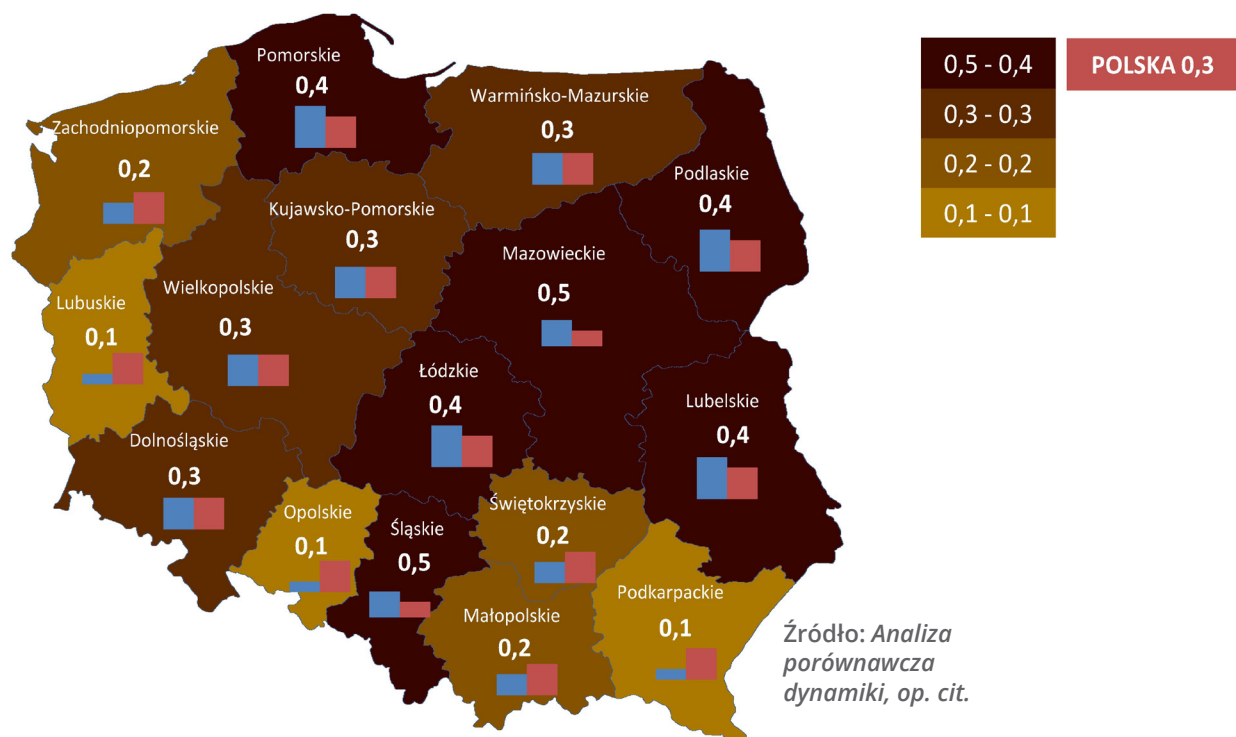 Pomorskie
0,4
Warmińsko-Mazurskie
0,3
Zachodniopomorskie
0,2
Podlaskie
0,4
Kujawsko-Pomorskie
0,3
Mazowieckie
0,5
Wielkopolskie
0,3
Lubuskie
0,1
Łódzkie
0,4
Lubelskie
0,4
Dolnośląskie
0,3
Opolskie
0,1
Śląskie
0,5
Świętokrzyskie
0,2
Małopolskie
0,2
Podkarpackie
0,1
0,5 - 0,4
POLSKA 0,3
0,3 - 0,3
0,2 - 0,2
0,1 - 0,1
Źródło: Analiza
porównawcza
dynamiki, op. cit.